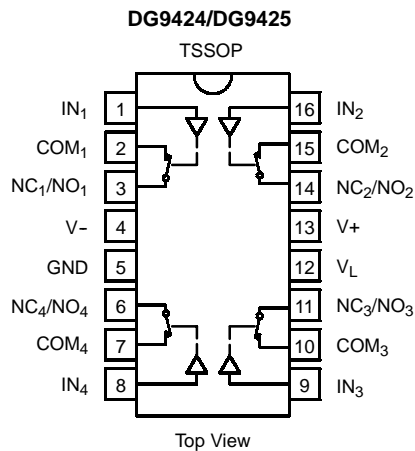 DG9424/DG9425
TSSOP
IN1 1 16 IN2
COM1 2 15 COM2
NC1/NO1 3 14 NC2/NO2
V- 4 13 V+
GND 5 12 VL
NC4/NO4 6 11 NC3/NO3
COM4 7 10 COM3
IN4 8 9 IN3
Top View